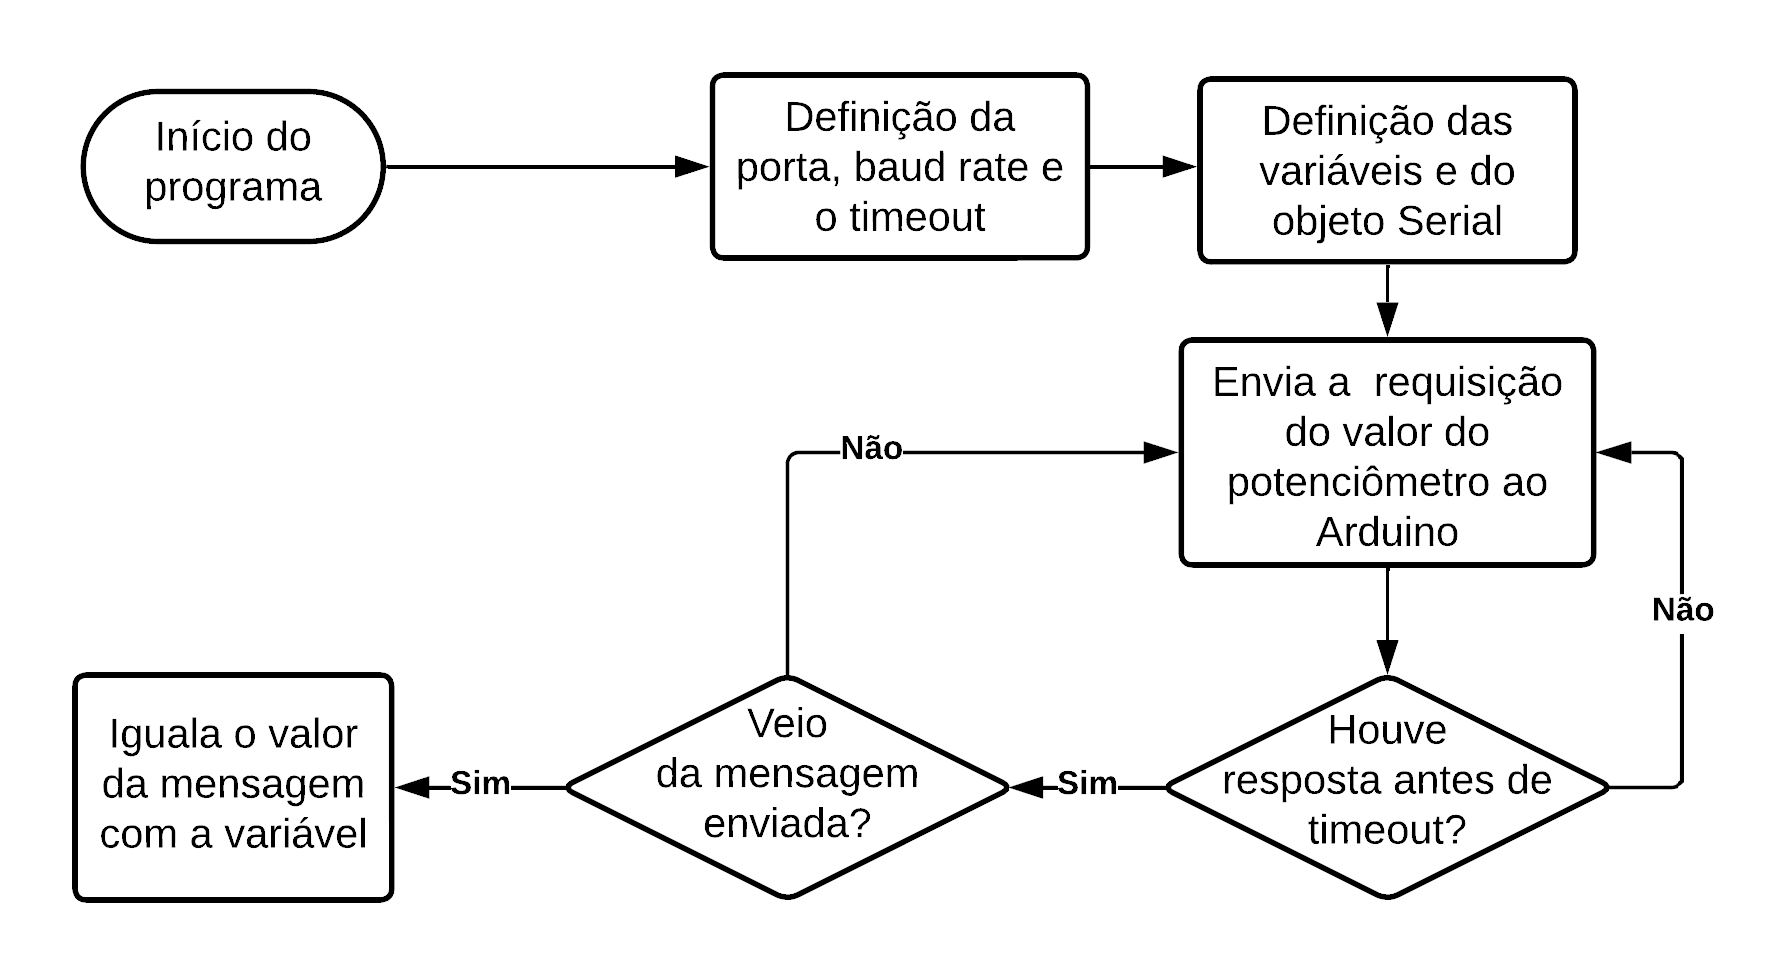 Início do
programa
Definição da
porta, baud rate e
o timeout
Definição das
variáveis e do
objeto Serial
Envia a  requisição
do valor do
potenciômetro ao
Arduino
Não
Não
Houve
resposta antes de
timeout?
Sim
Veio
da mensagem
enviada?
Sim
Iguala o valor
da mensagem
com a variável